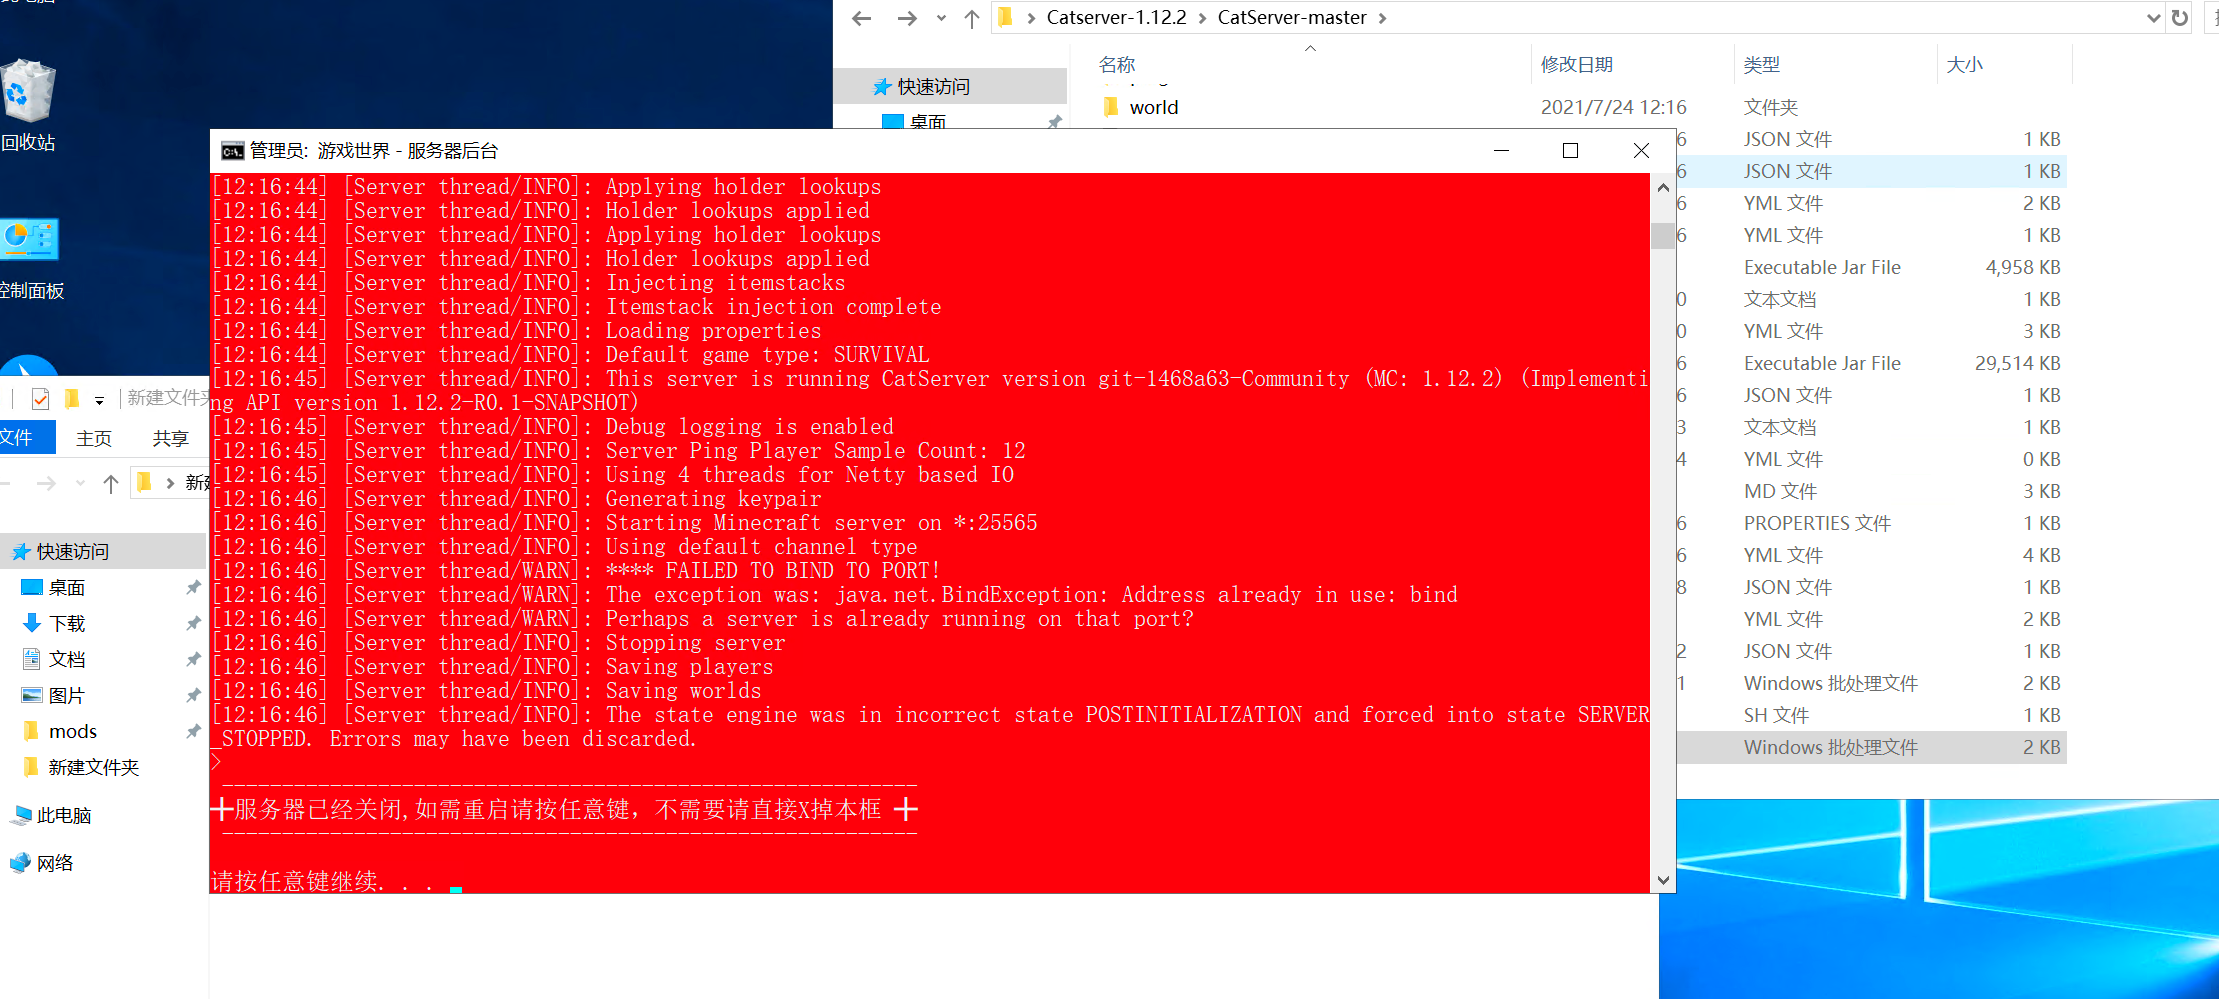 Catserver-1.12.2 CatServer-master
名称 修改日期 类型 大小
快速访问
桌面
world 2021/7/24 12:16 文件夹
回收站
控制面板
管理员: 游戏世界 - 服务器后台
[12:16:44] [Server thread/INFO]: Applying holder lookups
[12:16:44] [Server thread/INFO]: Holder lookups applied
[12:16:44] [Server thread/INFO]: Applying holder lookups
[12:16:44] [Server thread/INFO]: Holder lookups applied
[12:16:44] [Server thread/INFO]: Injecting itemstacks
[12:16:44] [Server thread/INFO]: Itemstack injection complete
[12:16:44] [Server thread/INFO]: Loading properties
[12:16:44] [Server thread/INFO]: Default game type: SURVIVAL
[12:16:45] [Server thread/INFO]: This server is running CatServer version git-1468a63-Community (MC: 1.12.2) (Implementi
ng API version 1.12.2-R0.1-SNAPSHOT)
[12:16:45] [Server thread/INFO]: Debug logging is enabled
[12:16:45] [Server thread/INFO]: Server Ping Player Sample Count: 12
[12:16:45] [Server thread/INFO]: Using 4 threads for Netty based IO
[12:16:46] [Server thread/INFO]: Generating keypair
[12:16:46] [Server thread/INFO]: Starting Minecraft server on *:25565
[12:16:46] [Server thread/INFO]: Using default channel type
[12:16:46] [Server thread/WARN]: **** FAILED TO BIND TO PORT!
[12:16:46] [Server thread/WARN]: The exception was: java.net.BindException: Address already in use: bind
[12:16:46] [Server thread/WARN]: Perhaps a server is already running on that port?
[12:16:46] [Server thread/INFO]: Stopping server
[12:16:46] [Server thread/INFO]: Saving players
[12:16:46] [Server thread/INFO]: Saving worlds
[12:16:46] [Server thread/INFO]: The state engine was in incorrect state POSTINITIALIZATION and forced into state SERVER
_STOPPED. Errors may have been discarded.
>
-----------------------------------------------------------
+服务器已经关闭,如需重启请按任意键，不需要请直接X掉本框 +
-----------------------------------------------------------
请按任意键继续. . .
6 JSON 文件 1 KB
6 JSON 文件 1 KB
6 YML 文件 2 KB
6 YML 文件 1 KB
Executable Jar File 4,958 KB
0 文本文档 1 KB
0 YML 文件 3 KB
6 Executable Jar File 29,514 KB
6 JSON 文件 1 KB
3 文本文档 1 KB
4 YML 文件 0 KB
MD 文件 3 KB
6 PROPERTIES 文件 1 KB
6 YML 文件 4 KB
8 JSON 文件 1 KB
YML 文件 2 KB
2 JSON 文件 1 KB
1 Windows 批处理文件 2 KB
SH 文件 1 KB
Windows 批处理文件 2 KB
新建文件夹
文件 主页 共享
新建
快速访问
桌面
下载
文档
图片
mods
新建文件夹
此电脑
网络